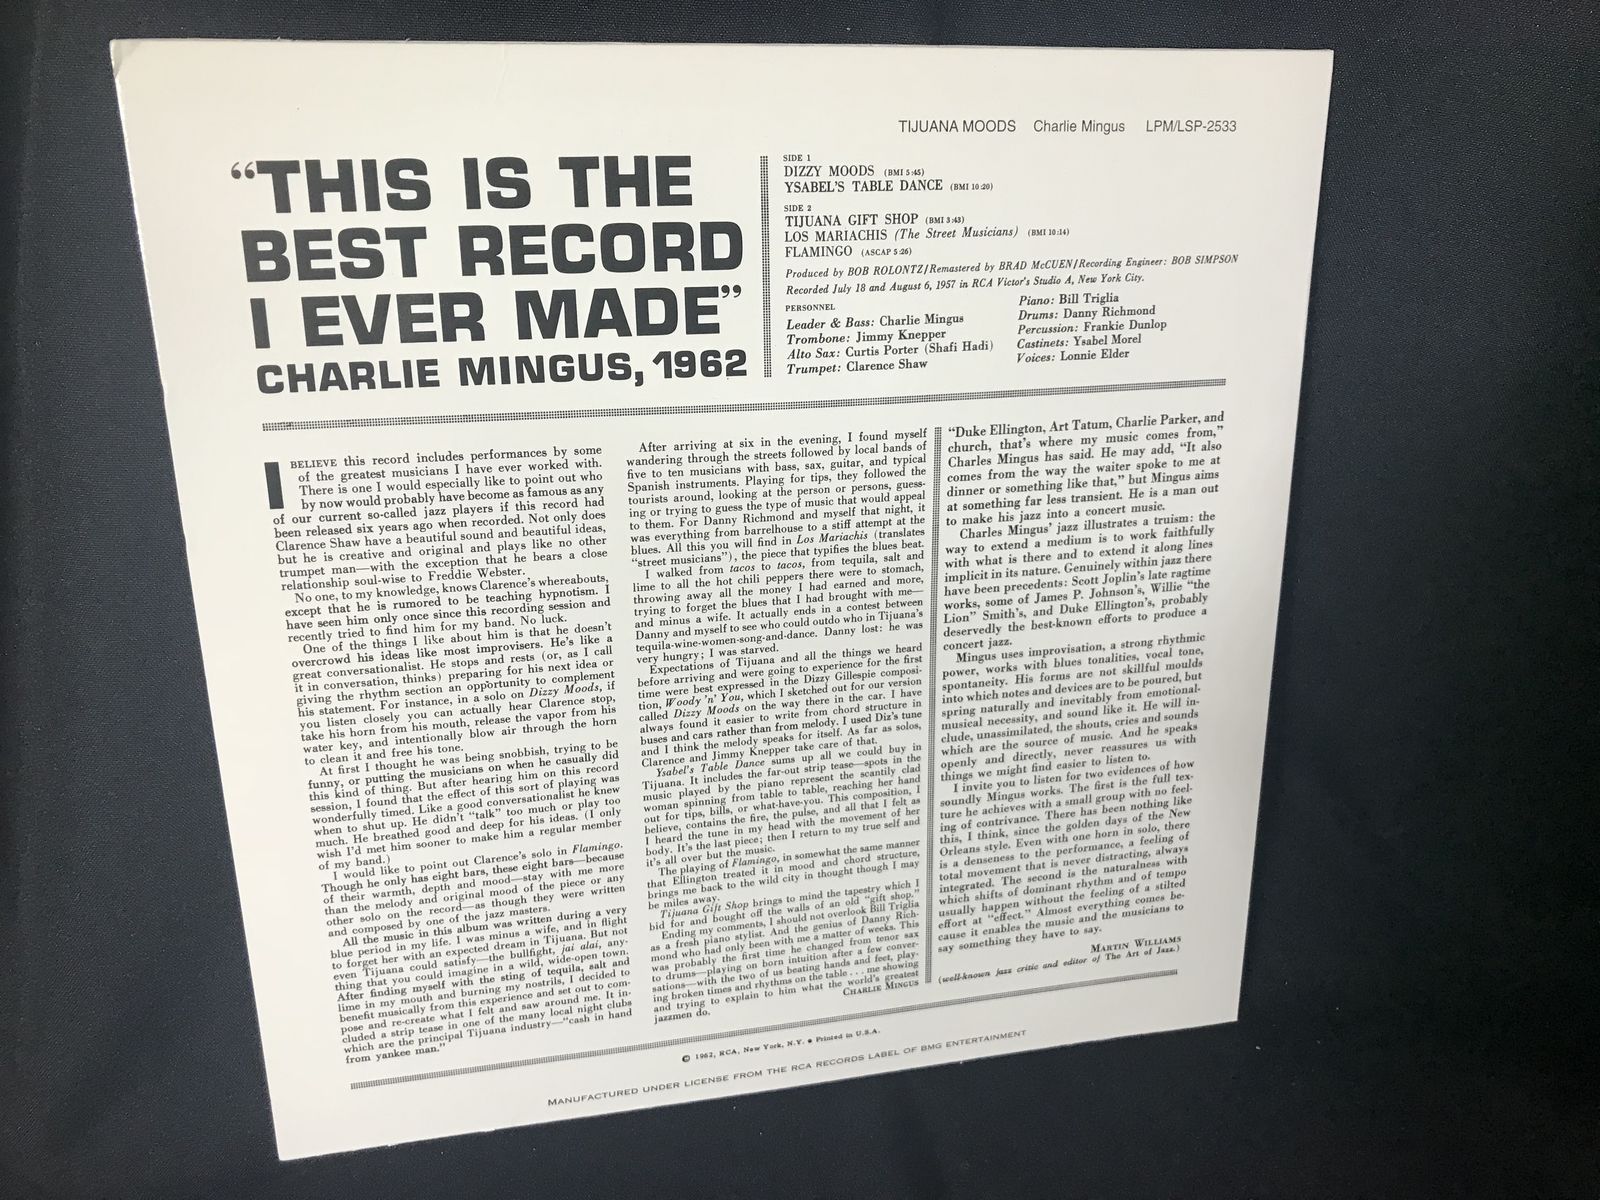 TIJUANA MOODS Charlie Mingus LPM/LSP-2533
“THIS IS THE
BEST RECORD
I EVER MADE”
CHARLIE MINGUS, 1962
SIDE 1
DIZZY MOODS (BMI 5:45)
YSABEL'S TABLE DANCE (BMI 10:20)
SIDE 2
TIJUANA GIFT SHOP (BMI 3:43)
LOS MARIACHIS (The Street Musicians) (BMI 10:14)
FLAMINGO (ASCAP 5:26)
Produced by BOB ROLONTZ/Remastered by BRAD McCUEN/Recording Engineer: BOB SIMPSON
Recorded July 18 and August 6, 1957 in RCA Victor's Studio A, New York City.
PERSONNEL
Leader & Bass: Charlie Mingus
Trombone: Jimmy Knepper
Alto Sax: Curtis Porter (Shafi Hadi)
Trumpet: Clarence Shaw
Piano: Bill Triglia
Drums: Danny Richmond
Percussion: Frankie Dunlop
Castinets: Ysabel Morel
Voices: Lonnie Elder
I BELIEVE this record includes performances by some
of the greatest musicians I have ever worked with.
There is one I would especially like to point out who
by now would probably have become as famous as any
of our current so-called jazz players if this record had
been released six years ago when recorded. Not only does
Clarence Shaw have a beautiful sound and beautiful ideas,
but he is creative and original and plays like no other
trumpet man—with the exception that he bears a close
relationship soul-wise to Freddie Webster.
No one, to my knowledge, knows Clarence's whereabouts,
except that he is rumored to be teaching hypnotism. I
have seen him only once since this recording session and
recently tried to find him for my band. No luck.
One of the things I like about him is that he doesn't
overcrowd his ideas like most improvisers. He's like a
great conversationalist. He stops and rests (or, as I call
it in conversation, thinks) preparing for his next idea or
giving the rhythm section an opportunity to complement
his statement. For instance, in a solo on Dizzy Moods, if
you listen closely you can actually hear Clarence stop,
take his horn from his mouth, release the vapor from his
water key, and intentionally blow air through the horn
to clean it and free his tone.
At first I thought he was being snobbish, trying to be
funny, or putting the musicians on when he casually did
this kind of thing. But after hearing him on this record
session, I found that the effect of this sort of playing was
wonderfully timed. Like a good conversationalist he knew
when to shut up. He didn't “talk” too much or play too
much. He breathed good and deep for his ideas. (I only
wish I'd met him sooner to make him a regular member
of my band.)
I would like to point out Clarence's solo in Flamingo.
Though he only has eight bars, these eight bars—because
of their warmth, depth and mood—stay with me more
than the melody and original mood of the piece or any
other solo on the record—as though they were written
and composed by one of the jazz masters.
All the music in this album was written during a very
blue period in my life. I was minus a wife, and in flight
to forget her with an expected dream in Tijuana. But not
even Tijuana could satisfy—the bullfight, jai alai, any-
thing that you could imagine in a wild, wide-open town.
After finding myself with the sting of tequila, salt and
lime in my mouth and burning my nostrils, I decided to
benefit musically from this experience and set out to com-
pose and re-create what I felt and saw around me. It in-
cluded a strip tease in one of the many local night clubs
which are the principal Tijuana industry—“cash in hand
from yankee man.”
After arriving at six in the evening, I found myself
wandering through the streets followed by local bands of
five to ten musicians with bass, sax, guitar, and typical
Spanish instruments. Playing for tips, they followed the
tourists around, looking at the person or persons, guess-
ing or trying to guess the type of music that would appeal
to them. For Danny Richmond and myself that night, it
was everything from barrelhouse to a stiff attempt at the
blues. All this you will find in Los Mariachis (translates
“street musicians”), the piece that typifies the blues beat.
I walked from tacos to tacos, from tequila, salt and
lime to all the hot chili peppers there were to stomach,
throwing away all the money I had earned and more,
trying to forget the blues that I had brought with me—
and minus a wife. It actually ends in a contest between
Danny and myself to see who could outdo who in Tijuana's
tequila-wine-women-song-and-dance. Danny lost: he was
very hungry; I was starved.
Expectations of Tijuana and all the things we heard
before arriving and were going to experience for the first
time were best expressed in the Dizzy Gillespie composi-
tion, Woody 'n' You, which I sketched out for our version
called Dizzy Moods on the way there in the car. I have
always found it easier to write from chord structure in
buses and cars rather than from melody. I used Diz's tune
and I think the melody speaks for itself. As far as solos,
Clarence and Jimmy Knepper take care of that.
Ysabel's Table Dance sums up all we could buy in
Tijuana. It includes the far-out strip tease—spots in the
music played by the piano represent the scantily clad
woman spinning from table to table, reaching her hand
out for tips, bills, or what-have-you. This composition, I
believe, contains the fire, the pulse, and all that I felt as
I heard the tune in my head with the movement of her
body. It's the last piece; then I return to my true self and
it's all over but the music.
The playing of Flamingo, in somewhat the same manner
that Ellington treated it in mood and chord structure,
brings me back to the wild city in thought though I may
be miles away.
Tijuana Gift Shop brings to mind the tapestry which I
bid for and bought off the walls of an old “gift shop.”
Ending my comments, I should not overlook Bill Triglia
as a fresh piano stylist. And the genius of Danny Rich-
mond who had only been with me a matter of weeks. This
was probably the first time he changed from tenor sax
to drums—playing on born intuition after a few conver-
sations—with the two of us beating hands and feet, play-
ing broken times and rhythms on the table . . . me showing
and trying to explain to him what the world's greatest
jazzmen do.
CHARLIE MINGUS
“Duke Ellington, Art Tatum, Charlie Parker, and
church, that's where my music comes from,”
Charles Mingus has said. He may add, “It also
comes from the way the waiter spoke to me at
dinner or something like that,” but Mingus aims
at something far less transient. He is a man out
to make his jazz into a concert music.
Charles Mingus' jazz illustrates a truism: the
way to extend a medium is to work faithfully
with what is there and to extend it along lines
implicit in its nature. Genuinely within jazz there
have been precedents: Scott Joplin's late ragtime
works, some of James P. Johnson's, Willie “the
Lion” Smith's, and Duke Ellington's, probably
deservedly the best-known efforts to produce a
concert jazz.
Mingus uses improvisation, a strong rhythmic
power, works with blues tonalities, vocal tone,
spontaneity. His forms are not skillful moulds
into which notes and devices are to be poured, but
spring naturally and inevitably from emotional-
musical necessity, and sound like it. He will in-
clude, unassimilated, the shouts, cries and sounds
which are the source of music. And he speaks
openly and directly, never reassures us with
things we might find easier to listen to.
I invite you to listen for two evidences of how
soundly Mingus works. The first is the full tex-
ture he achieves with a small group with no feel-
ing of contrivance. There has been nothing like
this, I think, since the golden days of the New
Orleans style. Even with one horn in solo, there
is a denseness to the performance, a feeling of
total movement that is never distracting, always
integrated. The second is the naturalness with
which shifts of dominant rhythm and of tempo
usually happen without the feeling of a stilted
effort at “effect.” Almost everything comes be-
cause it enables the music and the musicians to
say something they have to say.
MARTIN WILLIAMS
(well-known jazz critic and editor of The Art of Jazz.)
© 1962, RCA, New York, N.Y. • Printed in U.S.A.
MANUFACTURED UNDER LICENSE FROM THE RCA RECORDS LABEL OF BMG ENTERTAINMENT